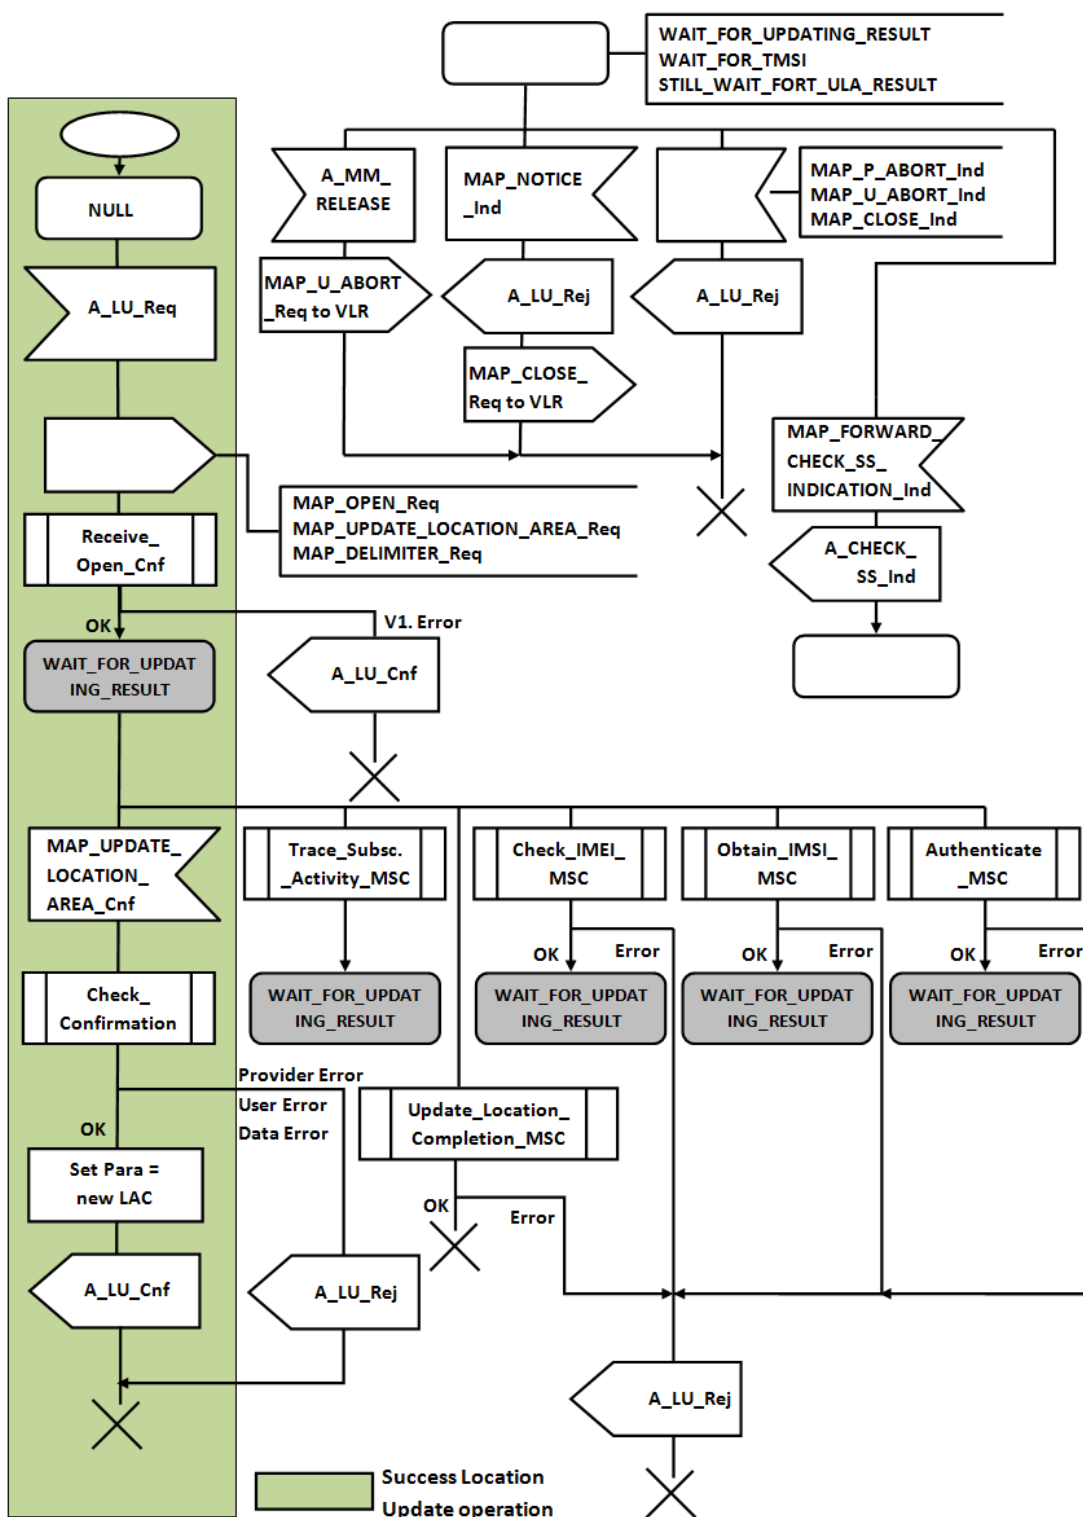 WAIT_FOR_UPDATING_RESULT
WAIT_FOR_TMSI
STILL_WAIT_FORT_ULA_RESULT
NULL
A_MM_
RELEASE
MAP_NOTICE
_Ind
MAP_P_ABORT_Ind
MAP_U_ABORT_Ind
MAP_CLOSE_Ind
A_LU_Req
MAP_U_ABORT
_Req to VLR
A_LU_Rej
A_LU_Rej
MAP_CLOSE_
Req to VLR
MAP_FORWARD_
CHECK_SS_
INDICATION_Ind
MAP_OPEN_Req
MAP_UPDATE_LOCATION_AREA_Req
MAP_DELIMITER_Req
Receive_
Open_Cnf
A_CHECK_
SS_Ind
OK
V1. Error
WAIT_FOR_UPDAT
ING_RESULT
A_LU_Cnf
MAP_UPDATE_
LOCATION_
AREA_Cnf
Trace_Subsc.
_Activity_MSC
Check_IMEI_
MSC
Obtain_IMSI_
MSC
Authenticate
_MSC
OK
Error
OK
Error
OK
Error
Check_
Confirmation
WAIT_FOR_UPDAT
ING_RESULT
WAIT_FOR_UPDAT
ING_RESULT
WAIT_FOR_UPDAT
ING_RESULT
WAIT_FOR_UPDAT
ING_RESULT
Provider Error
User Error
Data Error
OK
Update_Location_
Completion_MSC
Set Para =
new LAC
OK
Error
A_LU_Cnf
A_LU_Rej
A_LU_Rej
Success Location
Update operation